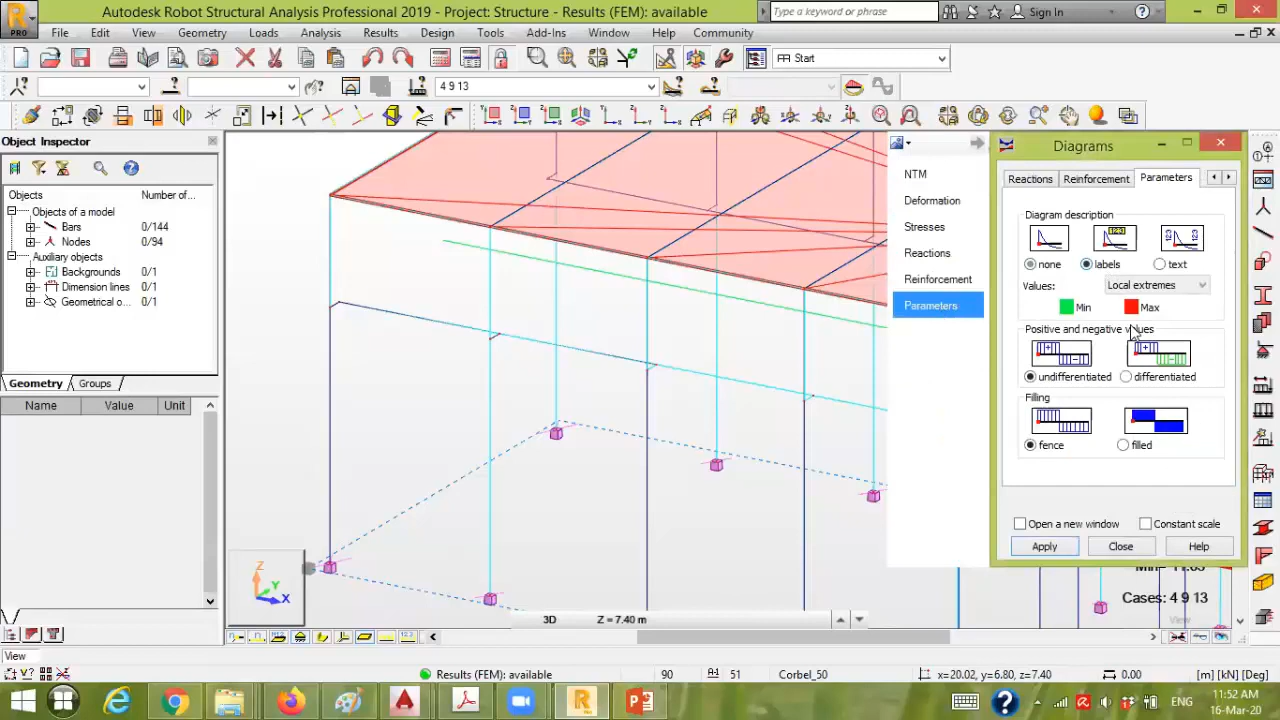 Autodesk Robot Structural Analysis Professional 2019 - Project: Structure - Results (FEM): available
Type a keyword or phrase
Sign In
PRO
File Edit View Geometry Loads Analysis Results Design Tools Add-Ins Window Help Community
Start
4 9 13
Object Inspector
Objects Number of...
Objects of a model
Bars 0/144
Nodes 0/94
Auxiliary objects
Backgrounds 0/1
Dimension lines 0/1
Geometrical o... 0/1
Geometry Groups
Name Value Unit
NTM
Deformation
Stresses
Reactions
Reinforcement
Parameters
Diagrams
Reactions Reinforcement Parameters
Diagram description
none labels text
Values: Local extremes
Min Max
Positive and negative values
undifferentiated differentiated
Filling
fence filled
Open a new window Constant scale
Apply Close Help
Cases: 4 9 13
View
Z
Y
X
3D Z = 7.40 m
View
Results (FEM): available 90 51 Corbel_50 x=20.02, y=6.80, z=7.40 0.00 [m] [kN] [Deg]
ENG
11:52 AM
16-Mar-20